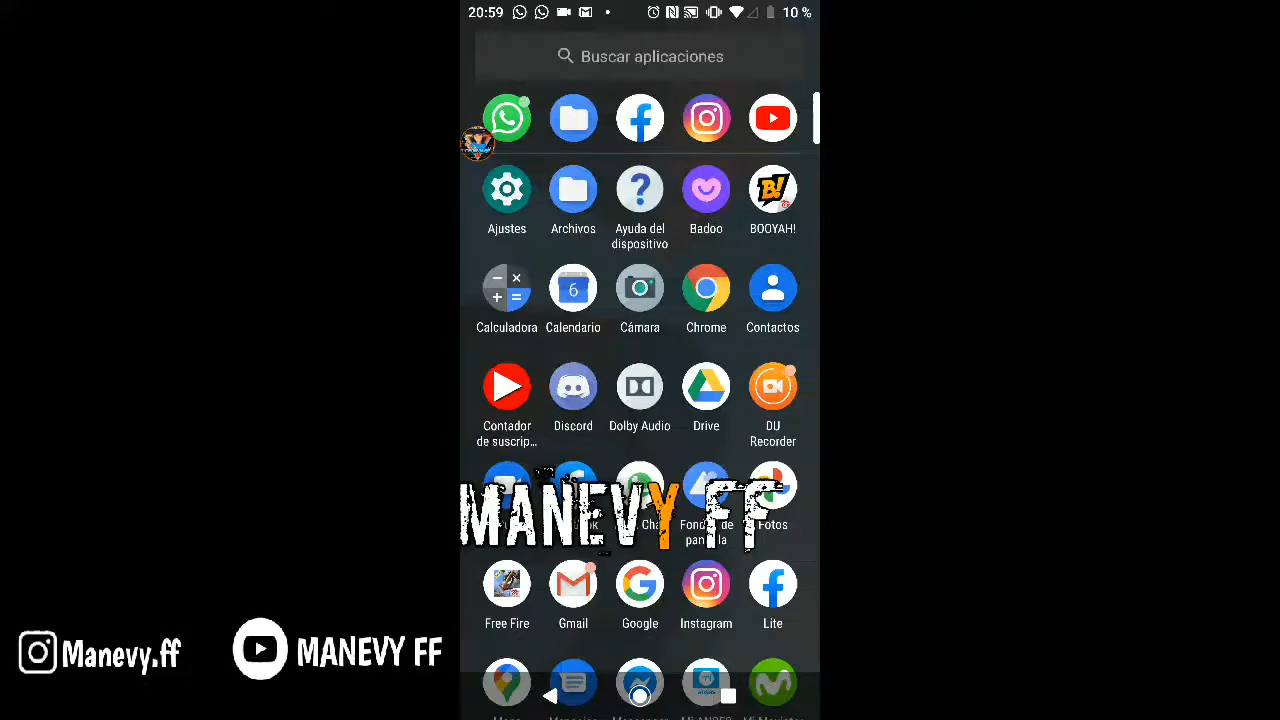 20:59 10 %
Buscar aplicaciones
Ajustes Archivos Ayuda del dispositivo Badoo BOOYAH!
Calculadora Calendario Cámara Chrome Contactos
Contador de suscrip... Discord Dolby Audio Drive DU Recorder
MANEVY FF
Fotos
Free Fire Gmail Google Instagram Lite
Manevy.ff MANEVY FF